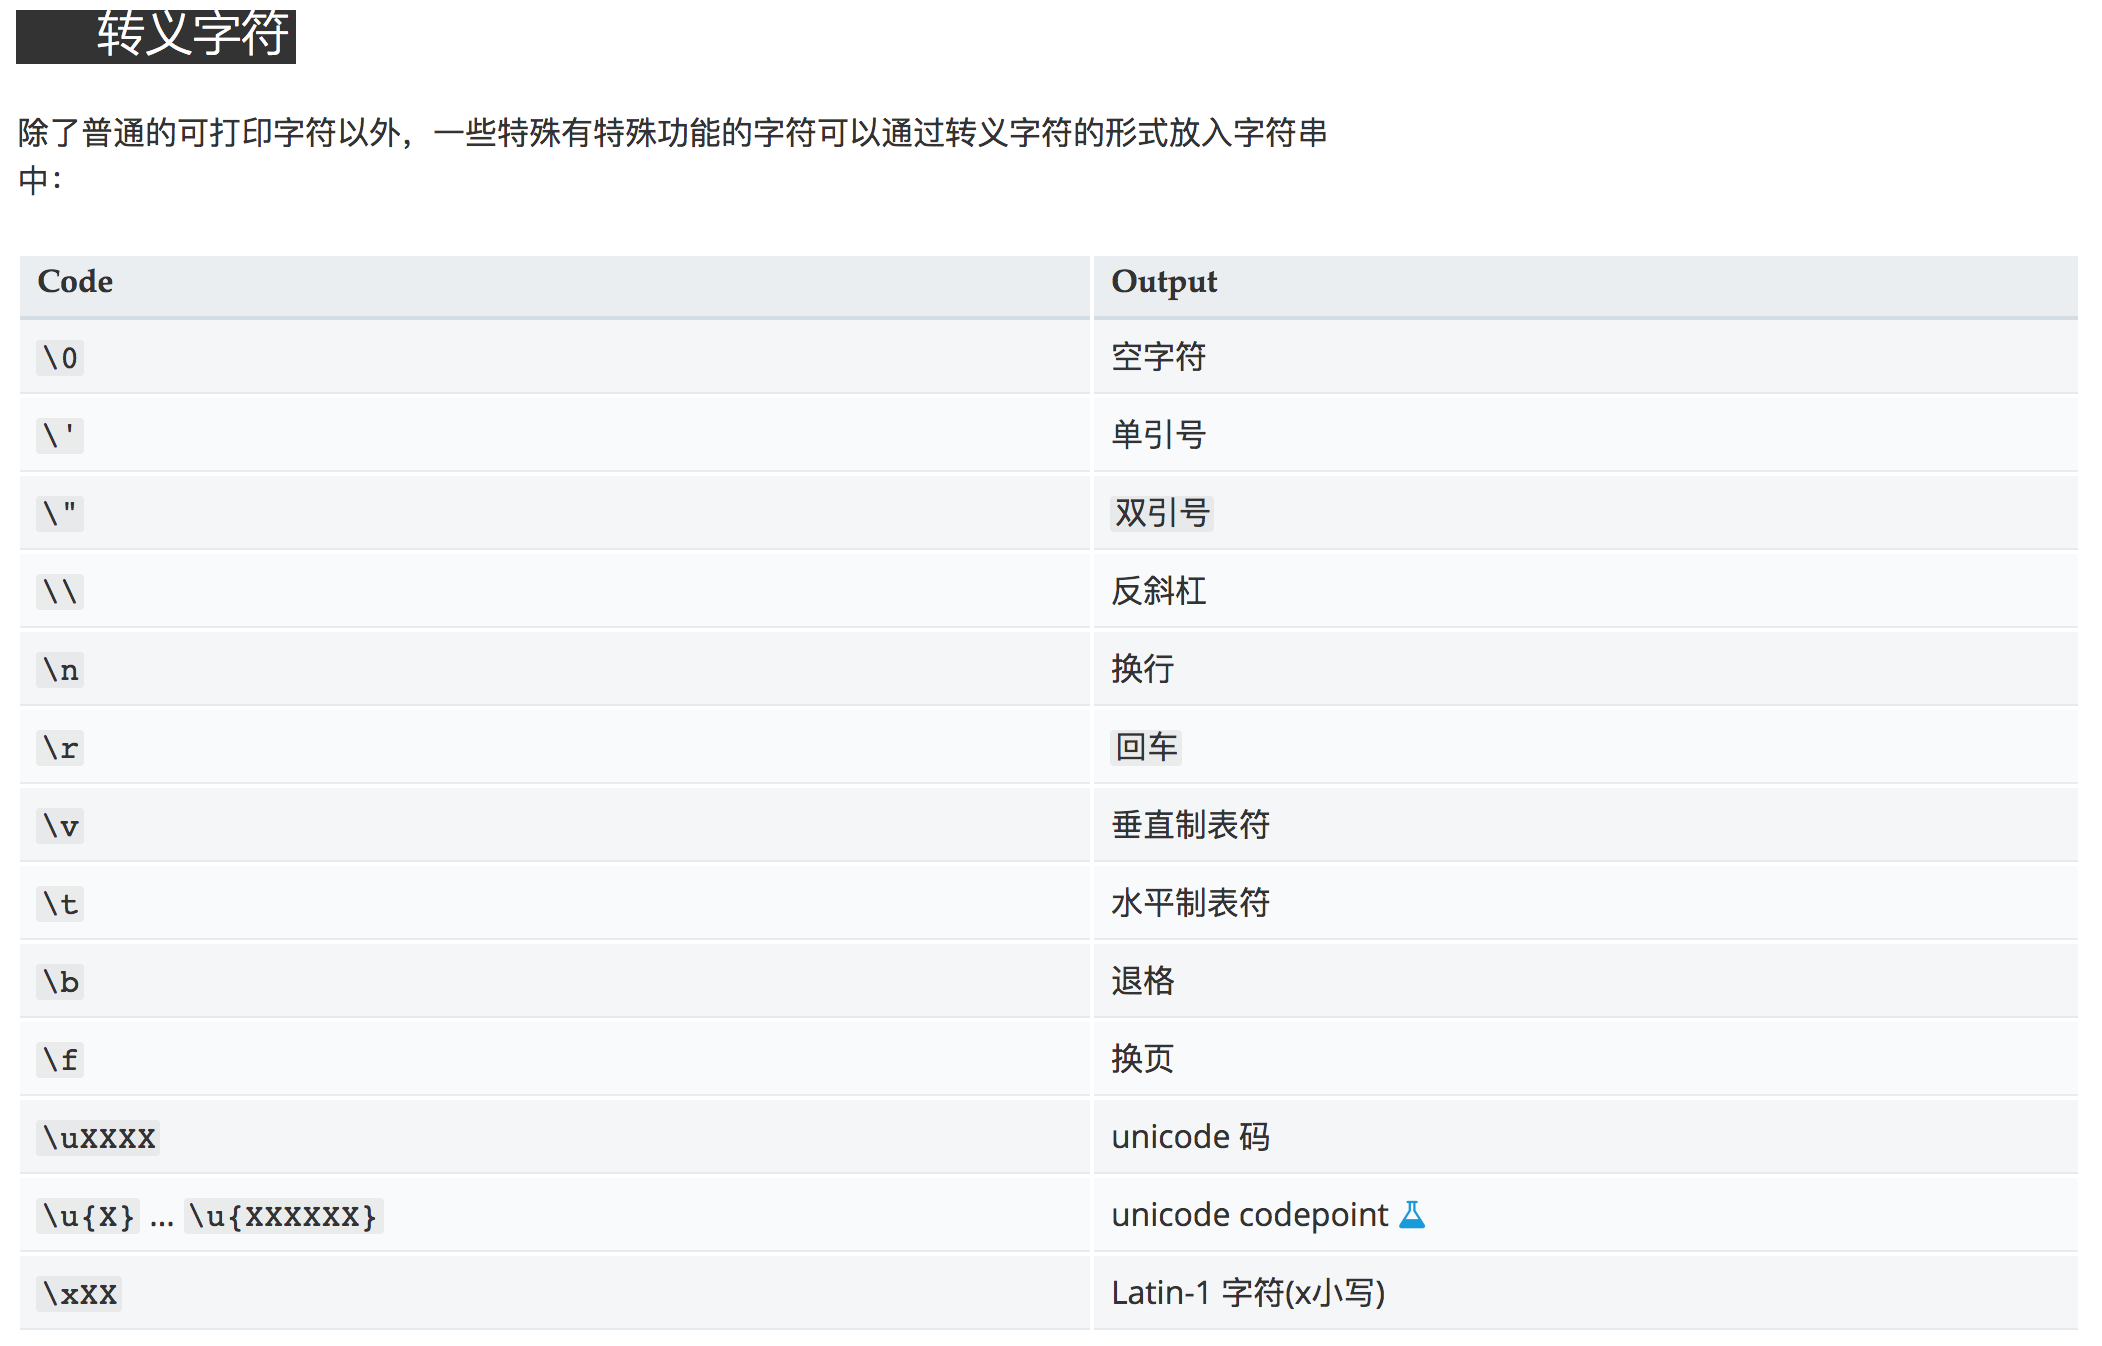 转义字符
除了普通的可打印字符以外，一些特殊有特殊功能的字符可以通过转义字符的形式放入字符串
中：
Code Output
\0 空字符
\' 单引号
\" 双引号
\\ 反斜杠
\n 换行
\r 回车
\v 垂直制表符
\t 水平制表符
\b 退格
\f 换页
\uXXXX unicode 码
\u{X} ... \u{XXXXXX} unicode codepoint
\xXX Latin-1 字符(x小写)